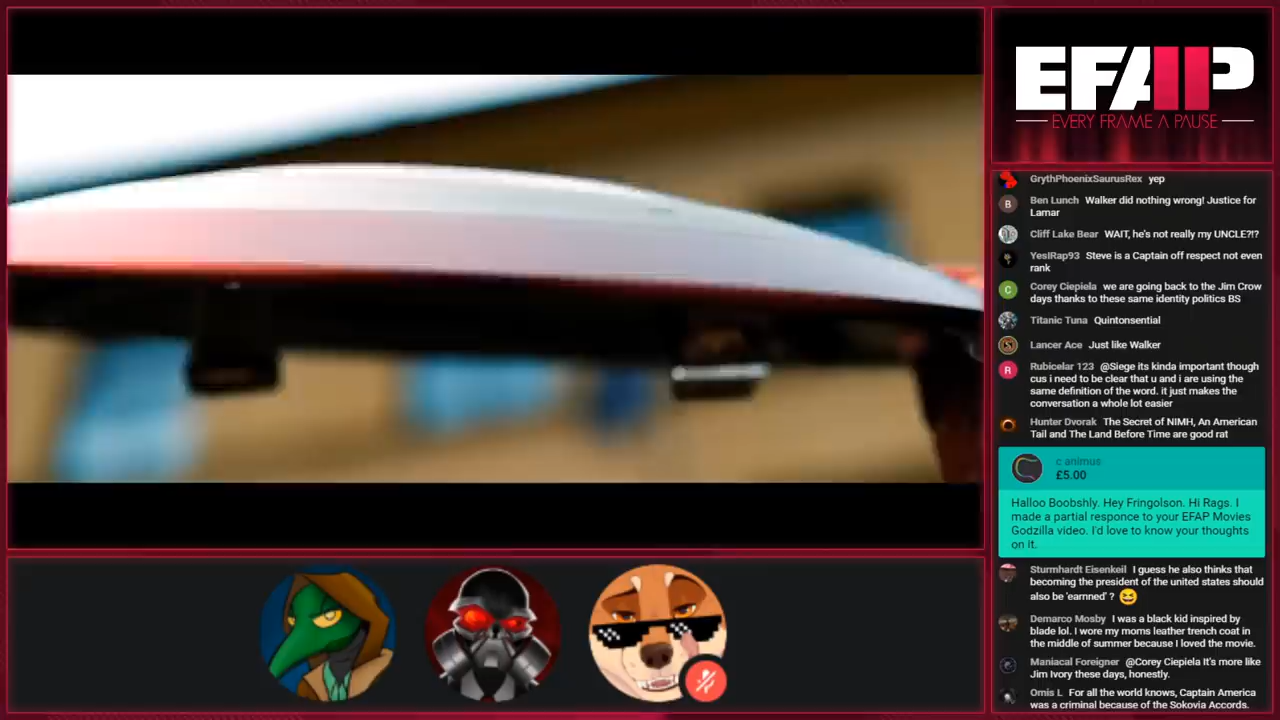 EFAP
EVERY FRAME A PAUSE
GrythPhoenixSaurusRex yep
Ben Lunch Walker did nothing wrong! Justice for
Lamar
Cliff Lake Bear WAIT, he's not really my UNCLE?!?
YesIRap93 Steve is a Captain off respect not even
rank
Corey Ciepiela we are going back to the Jim Crow
days thanks to these same identity politics BS
Titanic Tuna Quintonsential
Lancer Ace Just like Walker
Rubicelar 123 @Siege its kinda important though
cus i need to be clear that u and i are using the
same definition of the word. it just makes the
conversation a whole lot easier
Hunter Dvorak The Secret of NIMH, An American
Tail and The Land Before Time are good rat
c animus
£5.00
Halloo Boobshly. Hey Fringolson. Hi Rags. I
made a partial responce to your EFAP Movies
Godzilla video. I'd love to know your thoughts
on it.
Sturmhardt Eisenkeil I guess he also thinks that
becoming the president of the united states should
also be 'earnned' ? 😆
Demarco Mosby I was a black kid inspired by
blade lol. I wore my moms leather trench coat in
the middle of summer because I loved the movie.
Maniacal Foreigner @Corey Ciepiela It's more like
Jim Ivory these days, honestly.
Omis L For all the world knows, Captain America
was a criminal because of the Sokovia Accords.